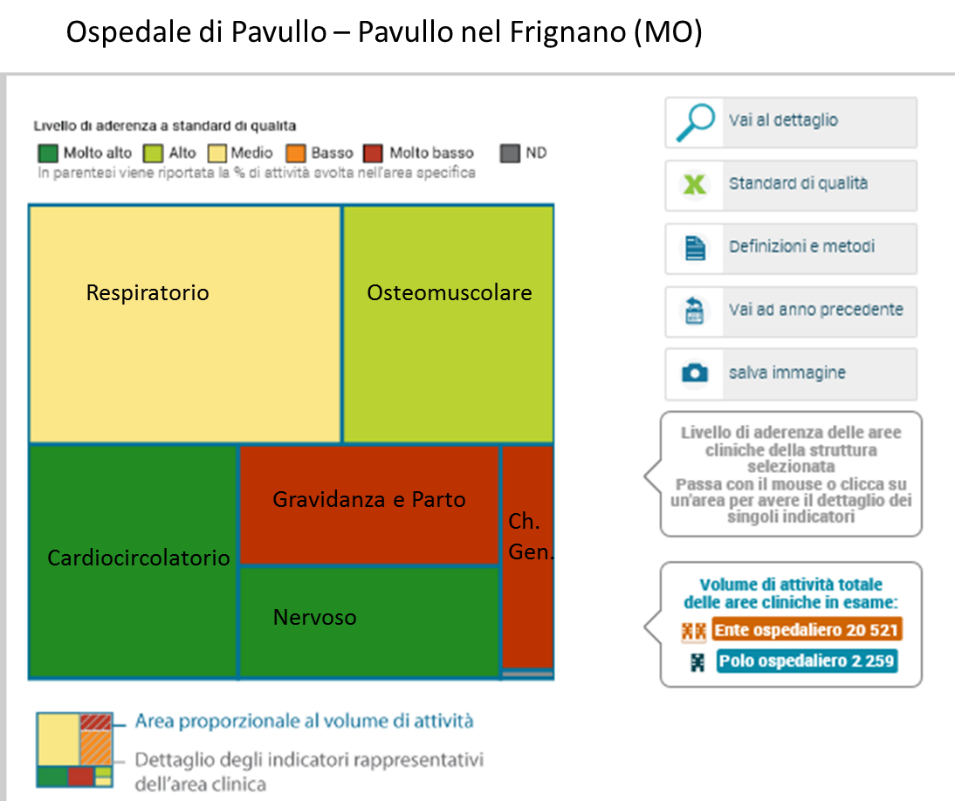 Ospedale di Pavullo – Pavullo nel Frignano (MO)
Livello di aderenza a standard di qualità
Molto alto Alto Medio Basso Molto basso ND
In parentesi viene riportata la % di attività svolta nell'area specifica
Respiratorio
Osteomuscolare
Cardiocircolatorio
Gravidanza e Parto
Ch.
Gen.
Nervoso
Area proporzionale al volume di attività
Dettaglio degli indicatori rappresentativi
dell'area clinica
Vai al dettaglio
Standard di qualità
Definizioni e metodi
Vai ad anno precedente
salva immagine
Livello di aderenza delle aree
cliniche della struttura
selezionata
Passa con il mouse o clicca su
un'area per avere il dettaglio dei
singoli indicatori
Volume di attività totale
delle aree cliniche in esame:
Ente ospedaliero 20 521
Polo ospedaliero 2 259